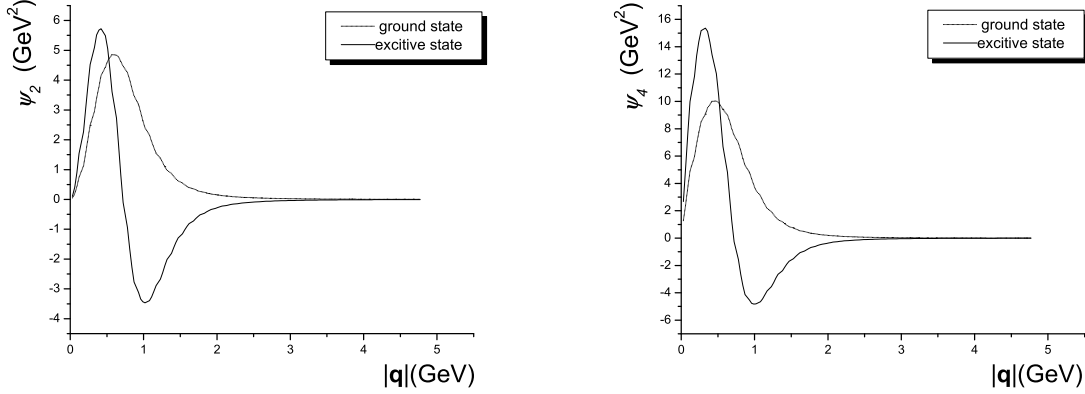 ψ2 (GeV2)
6
5
4
3
2
1
0
-1
-2
-3
-4
0 1 2 3 4 5
|q|(GeV)
ground state
excitive state
ψ4 (GeV2)
16
14
12
10
8
6
4
2
0
-2
-4
-6
0 1 2 3 4 5
|q|(GeV)
ground state
excitive state